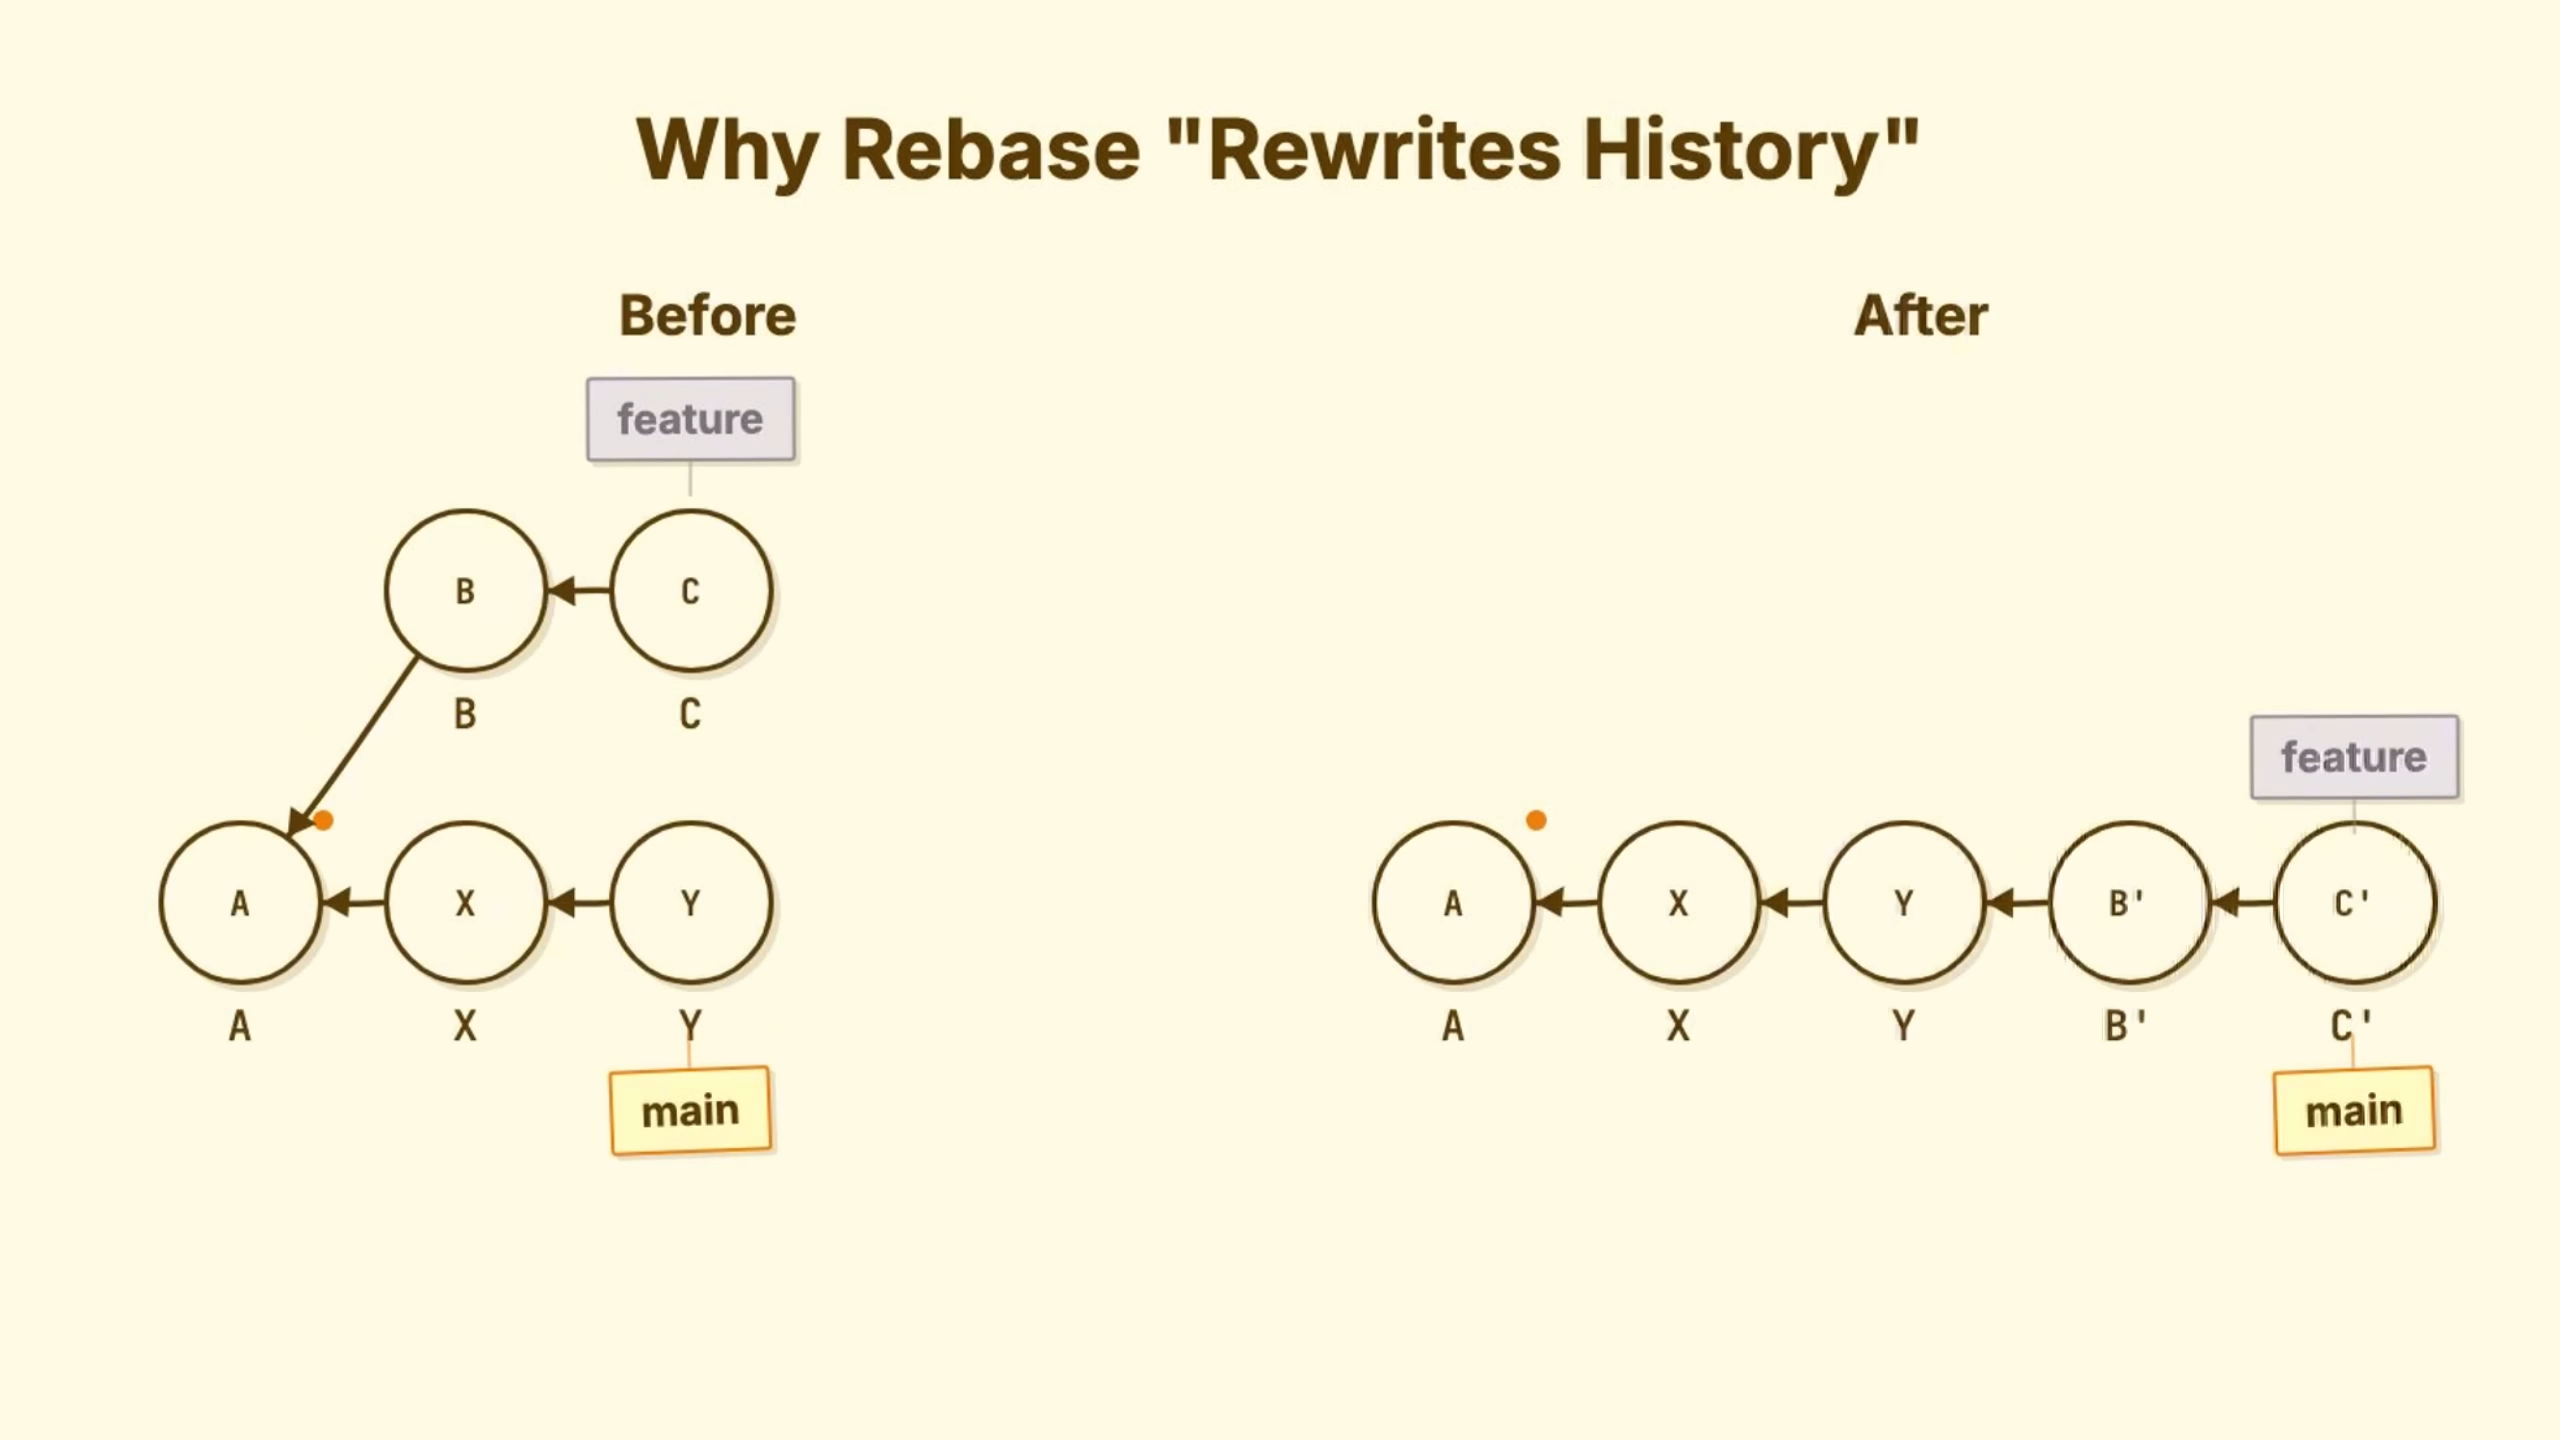 Why Rebase "Rewrites History"
Before
feature
B
C
B
C
A
X
Y
A
X
Y
main
After
feature
A
X
Y
B'
C'
A
X
Y
B'
C'
main